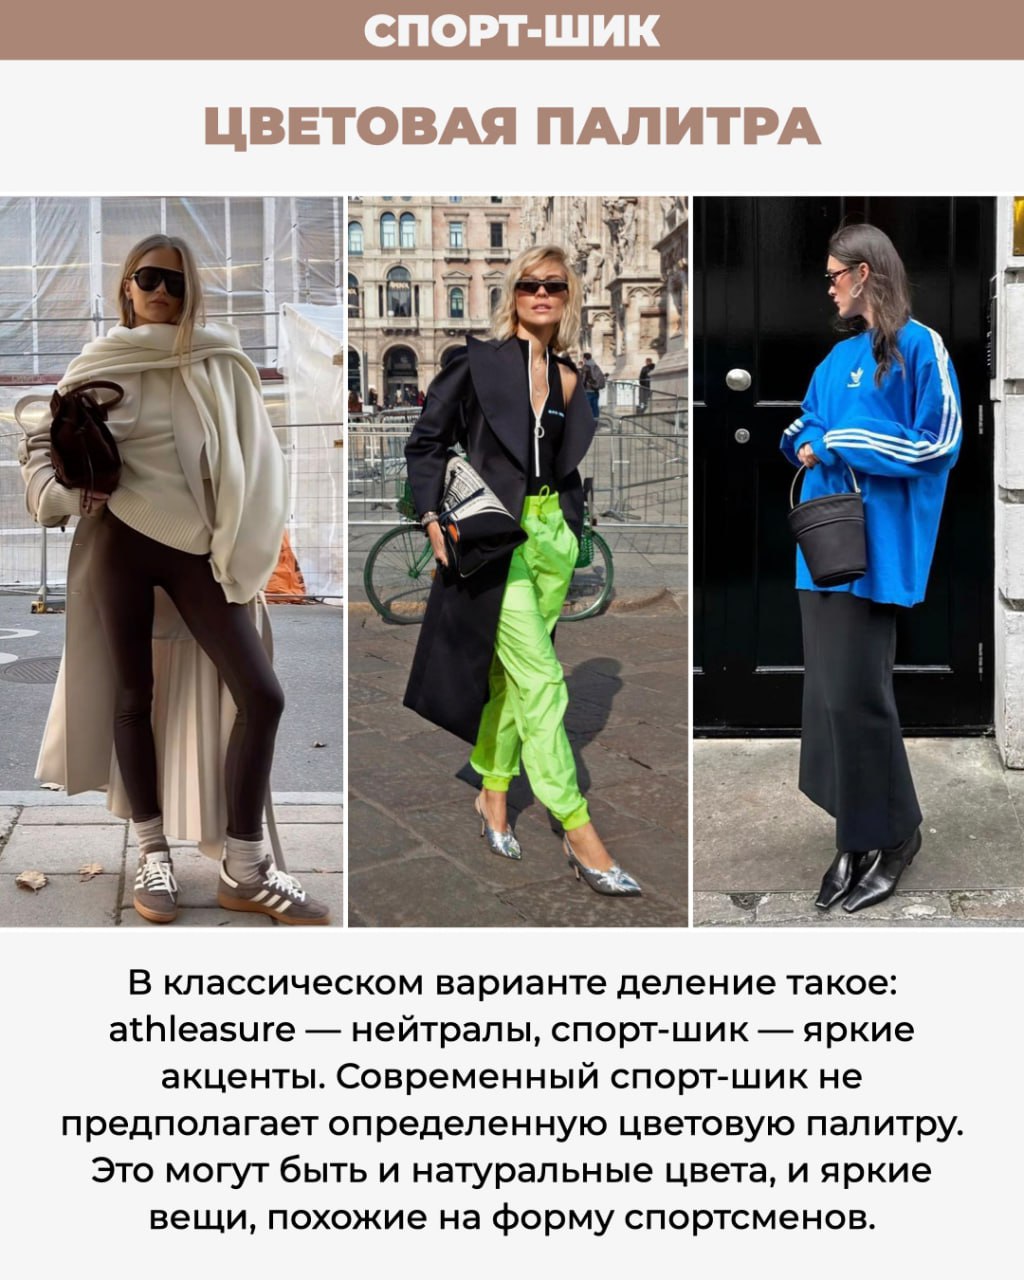 СПОРТ-ШИК
ЦВЕТОВАЯ ПАЛИТРА
В классическом варианте деление такое:
athleasure — нейтралы, спорт-шик — яркие
акценты. Современный спорт-шик не
предполагает определенную цветовую палитру.
Это могут быть и натуральные цвета, и яркие
вещи, похожие на форму спортсменов.